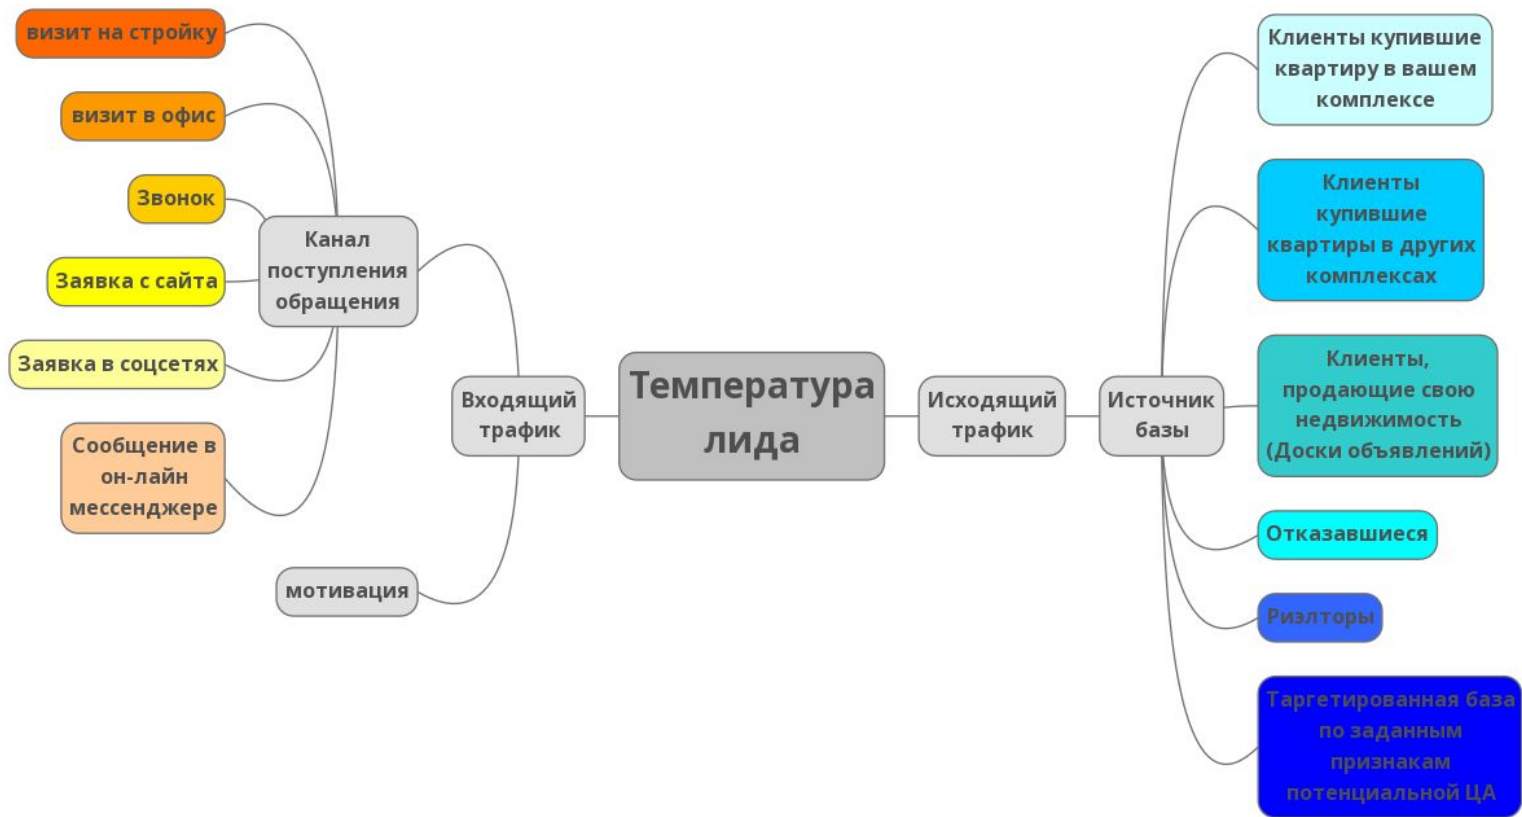 визит на стройку
визит в офис
Звонок
Заявка с сайта
Заявка в соцсетях
Сообщение в
он-лайн
мессенджере
Канал
поступления
обращения
мотивация
Входящий
трафик
Температура
лида
Исходящий
трафик
Источник
базы
Клиенты купившие
квартиру в вашем
комплексе
Клиенты
купившие
квартиры в других
комплексах
Клиенты,
продающие свою
недвижимость
(Доски объявлений)
Отказавшиеся
Риэлторы
Таргетированная база
по заданным
признакам
потенциальной ЦА